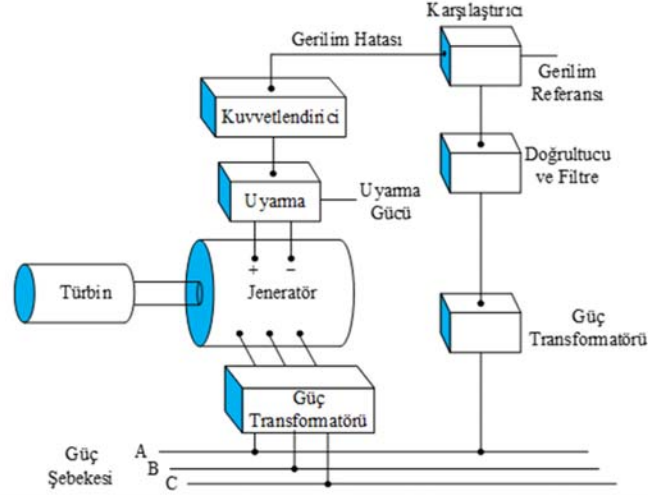 Karşılaştırıcı
Gerilim Hatası
Gerilim
Referansı
Kuvvetlendirici
Doğrultucu
ve Filtre
Uyarma
Uyarma
Gücü
+ −
Türbin
Jeneratör
Güç
Transformatörü
Güç
Transformatörü
Güç
Şebekesi
A
B
C